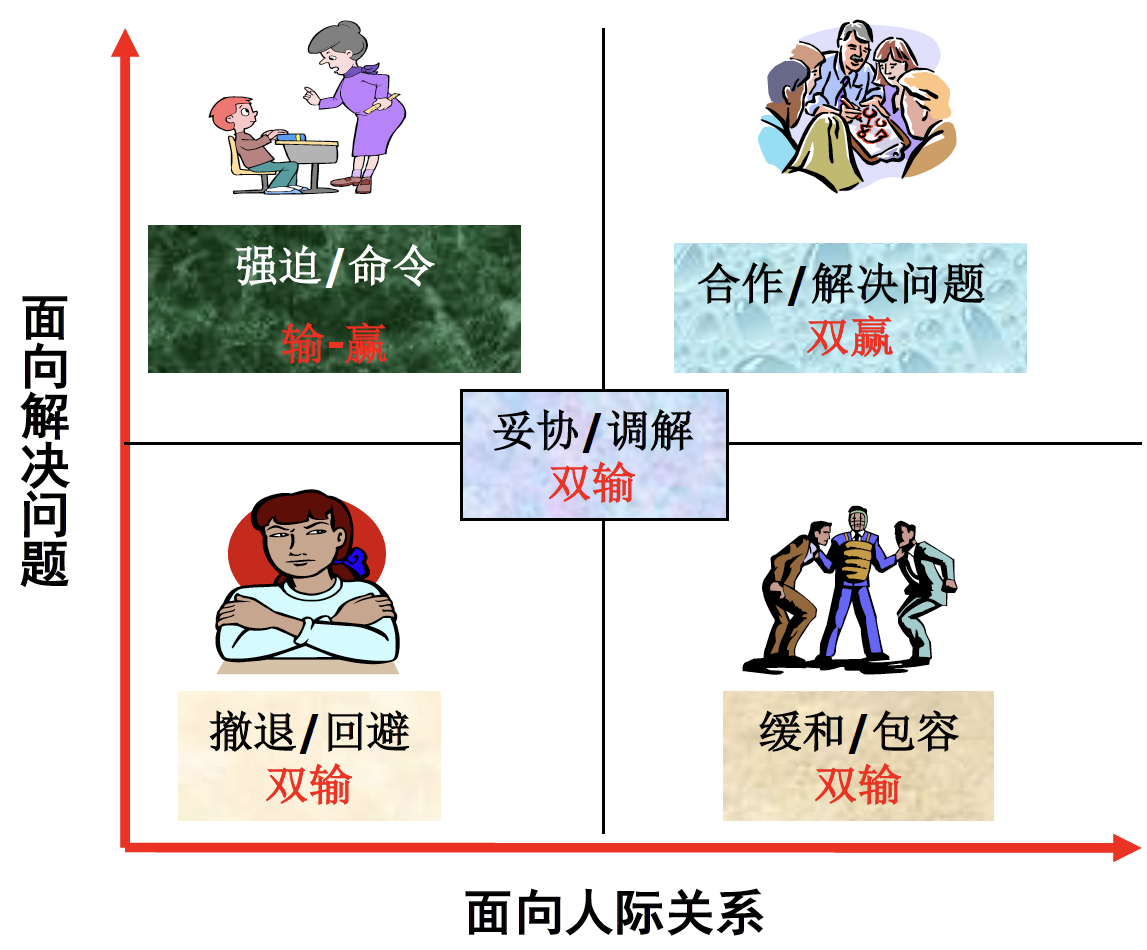 强迫/命令
输-赢
合作/解决问题
双赢
妥协/调解
双输
撤退/回避
双输
缓和/包容
双输
面向解决问题
面向人际关系